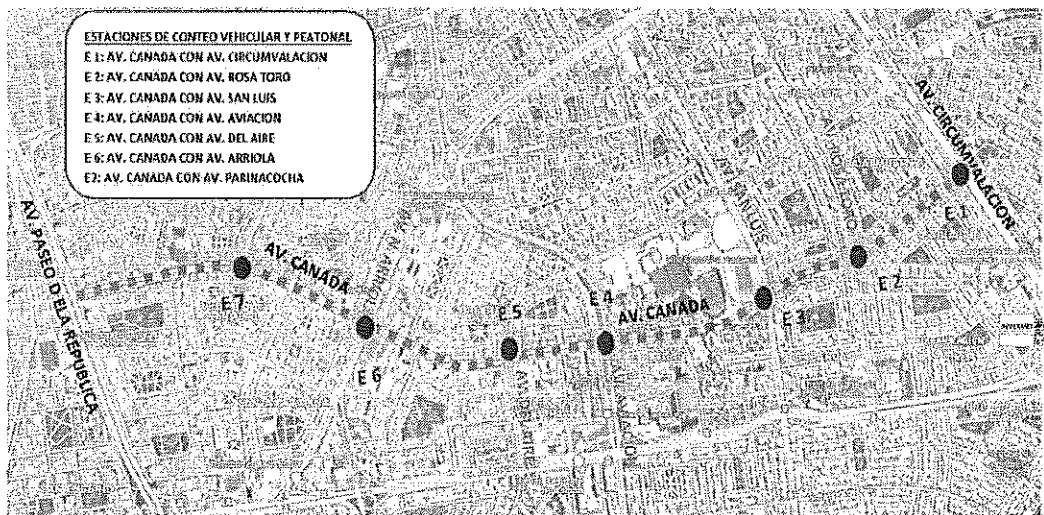 ESTACIONES DE CONTEO VEHICULAR Y PEATONAL
E 1: AV. CANADA CON AV. CIRCUMVALACION
E 2: AV. CANADA CON AV. ROSA TORO
E 3: AV. CANADA CON AV. SAN LUIS
E 4: AV. CANADA CON AV. AVIACION
E 5: AV. CANADA CON AV. DEL AIRE
E 6: AV. CANADA CON AV. ARRIOLA
E7: AV. CANADA CON AV. PARINACOCHA
AV. CIRCUMVALACION
AV. PASEO D ELA REPUBLICA
E 1
E 2
E 3
E 4
E 5
E 6
E 7
AV. CANADA
AV. CANADA